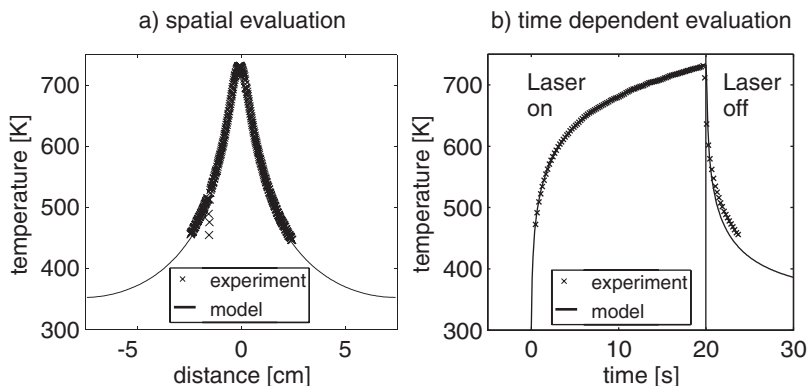 a) spatial evaluation
temperature [K]
700
600
500
400
300
-5
0
5
distance [cm]
experiment
model
b) time dependent evaluation
temperature [K]
700
600
500
400
300
0
10
20
30
time [s]
Laser
on
Laser
off
experiment
model